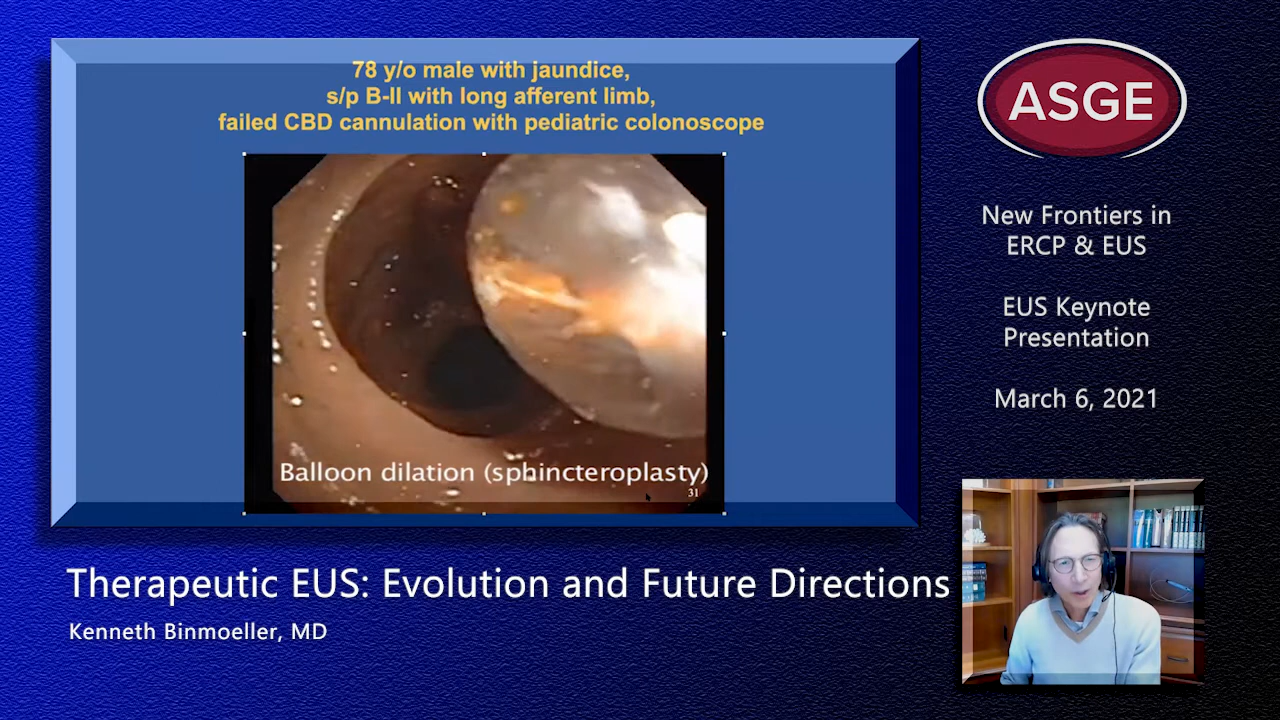 78 y/o male with jaundice,
s/p B-II with long afferent limb,
failed CBD cannulation with pediatric colonoscope
Balloon dilation (sphincteroplasty)
31
ASGE
New Frontiers in
ERCP & EUS
EUS Keynote
Presentation
March 6, 2021
Therapeutic EUS: Evolution and Future Directions
Kenneth Binmoeller, MD